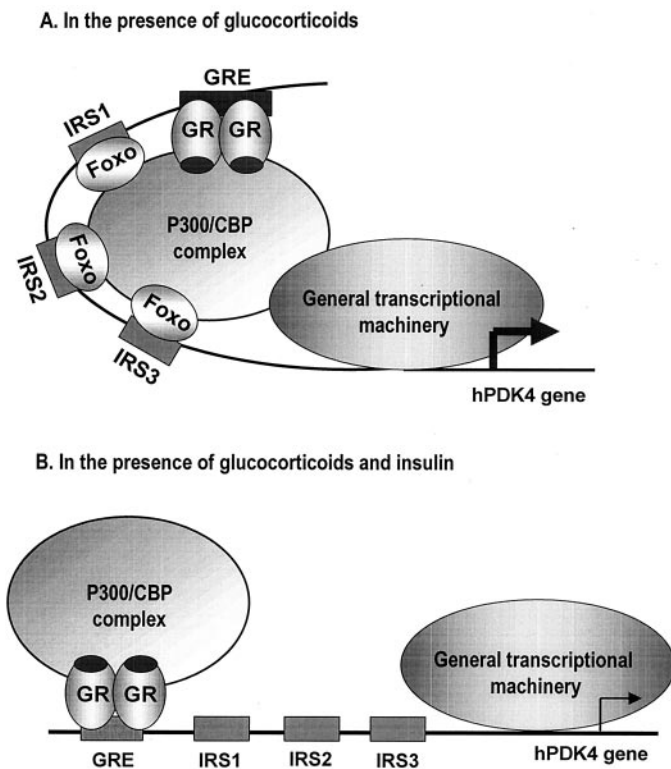 A. In the presence of glucocorticoids
GRE
IRS1
GR GR
Foxo
P300/CBP
complex
Foxo
IRS2
Foxo
General transcriptional
machinery
IRS3
hPDK4 gene
B. In the presence of glucocorticoids and insulin
P300/CBP
complex
GR GR
General transcriptional
machinery
GRE IRS1 IRS2 IRS3 hPDK4 gene